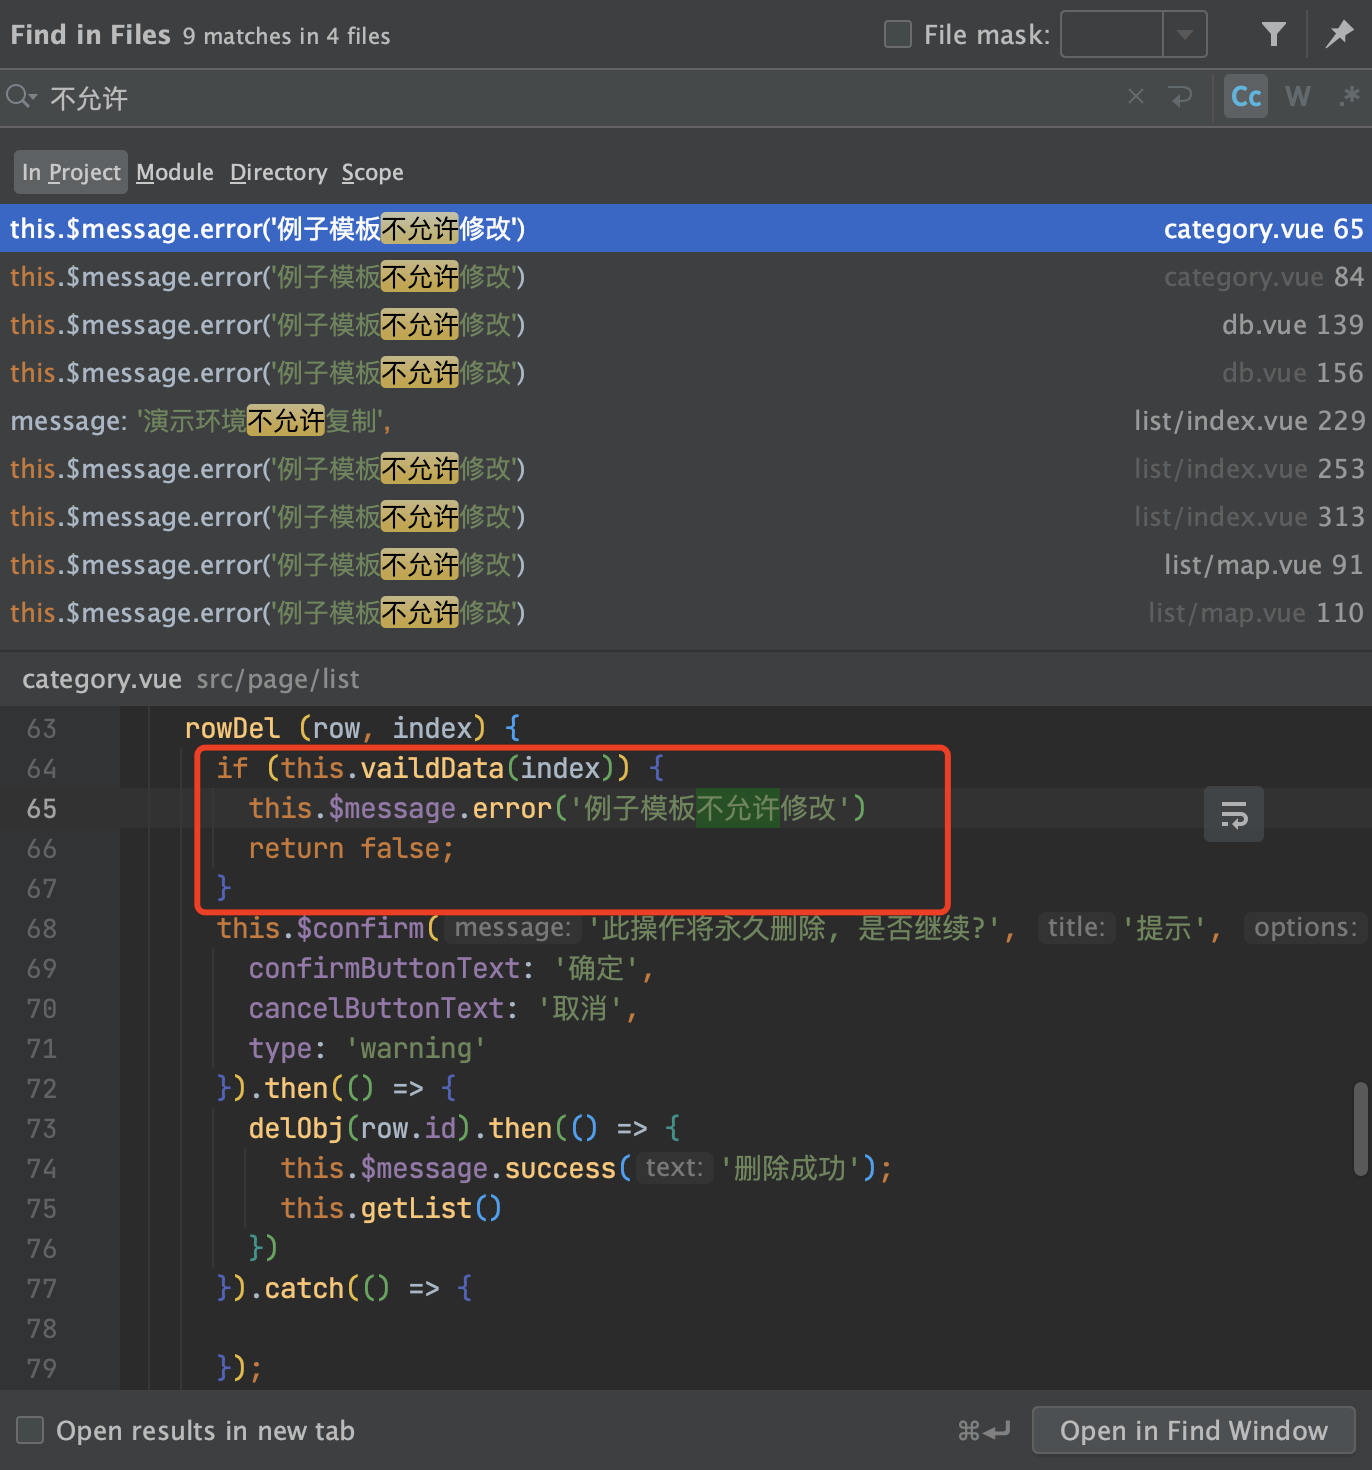 Find in Files 9 matches in 4 files File mask:
不允许 Cc W .*
In Project Module Directory Scope
this.$message.error('例子模板不允许修改') category.vue 65
this.$message.error('例子模板不允许修改') category.vue 84
this.$message.error('例子模板不允许修改') db.vue 139
this.$message.error('例子模板不允许修改') db.vue 156
message: '演示环境不允许复制', list/index.vue 229
this.$message.error('例子模板不允许修改') list/index.vue 253
this.$message.error('例子模板不允许修改') list/index.vue 313
this.$message.error('例子模板不允许修改') list/map.vue 91
this.$message.error('例子模板不允许修改') list/map.vue 110
category.vue src/page/list
63 rowDel (row, index) {
64 if (this.vaildData(index)) {
65 this.$message.error('例子模板不允许修改')
66 return false;
67 }
68 this.$confirm( message: '此操作将永久删除, 是否继续?', title: '提示', options:
69 confirmButtonText: '确定',
70 cancelButtonText: '取消',
71 type: 'warning'
72 }).then(() => {
73 delObj(row.id).then(() => {
74 this.$message.success( text: '删除成功');
75 this.getList()
76 })
77 }).catch(() => {
78
79 });
Open results in new tab ⌘↩ Open in Find Window